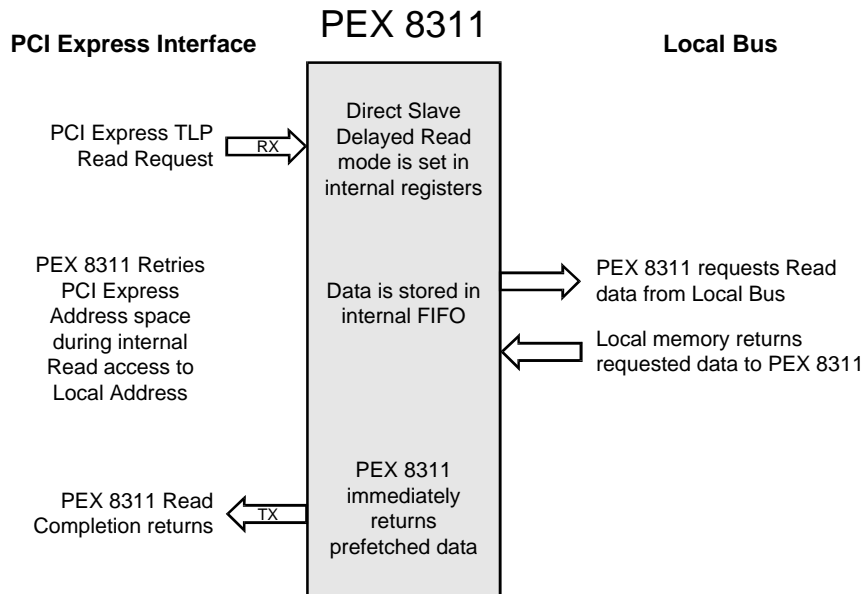 PEX 8311
PCI Express Interface
Local Bus
PCI Express TLP
Read Request
RX
Direct Slave
Delayed Read
mode is set in
internal registers
PEX 8311 Retries
PCI Express
Address space
during internal
Read access to
Local Address
Data is stored in
internal FIFO
PEX 8311 requests Read
data from Local Bus
Local memory returns
requested data to PEX 8311
PEX 8311 Read
Completion returns
TX
PEX 8311
immediately
returns
prefetched data